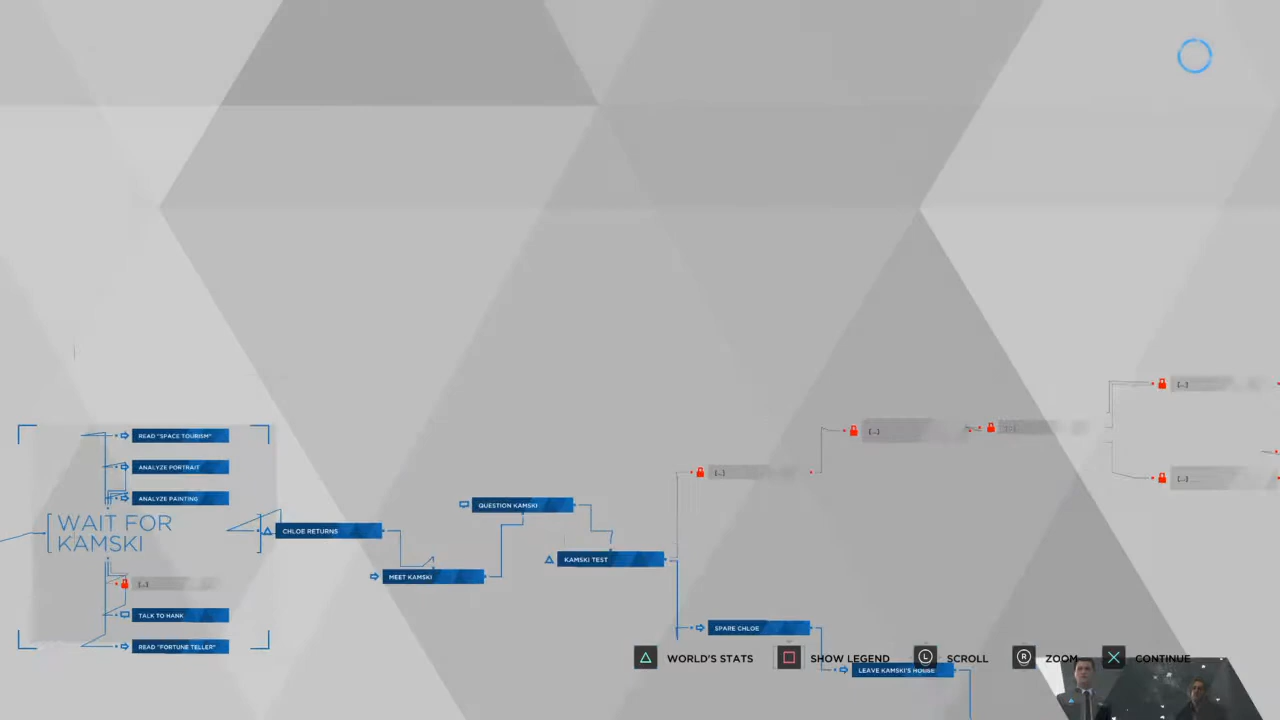 READ "SPACE TOURISM"
ANALYZE PORTRAIT
ANALYZE PAINTING
WAIT FOR
KAMSKI
[...]
TALK TO HANK
READ "FORTUNE TELLER"
CHLOE RETURNS
MEET KAMSKI
QUESTION KAMSKI
KAMSKI TEST
[...]
[...]
[...]
[...]
[...]
SPARE CHLOE
LEAVE KAMSKI'S HOUSE
WORLD'S STATS
SHOW LEGEND
L
SCROLL
R
ZOOM
CONTINUE